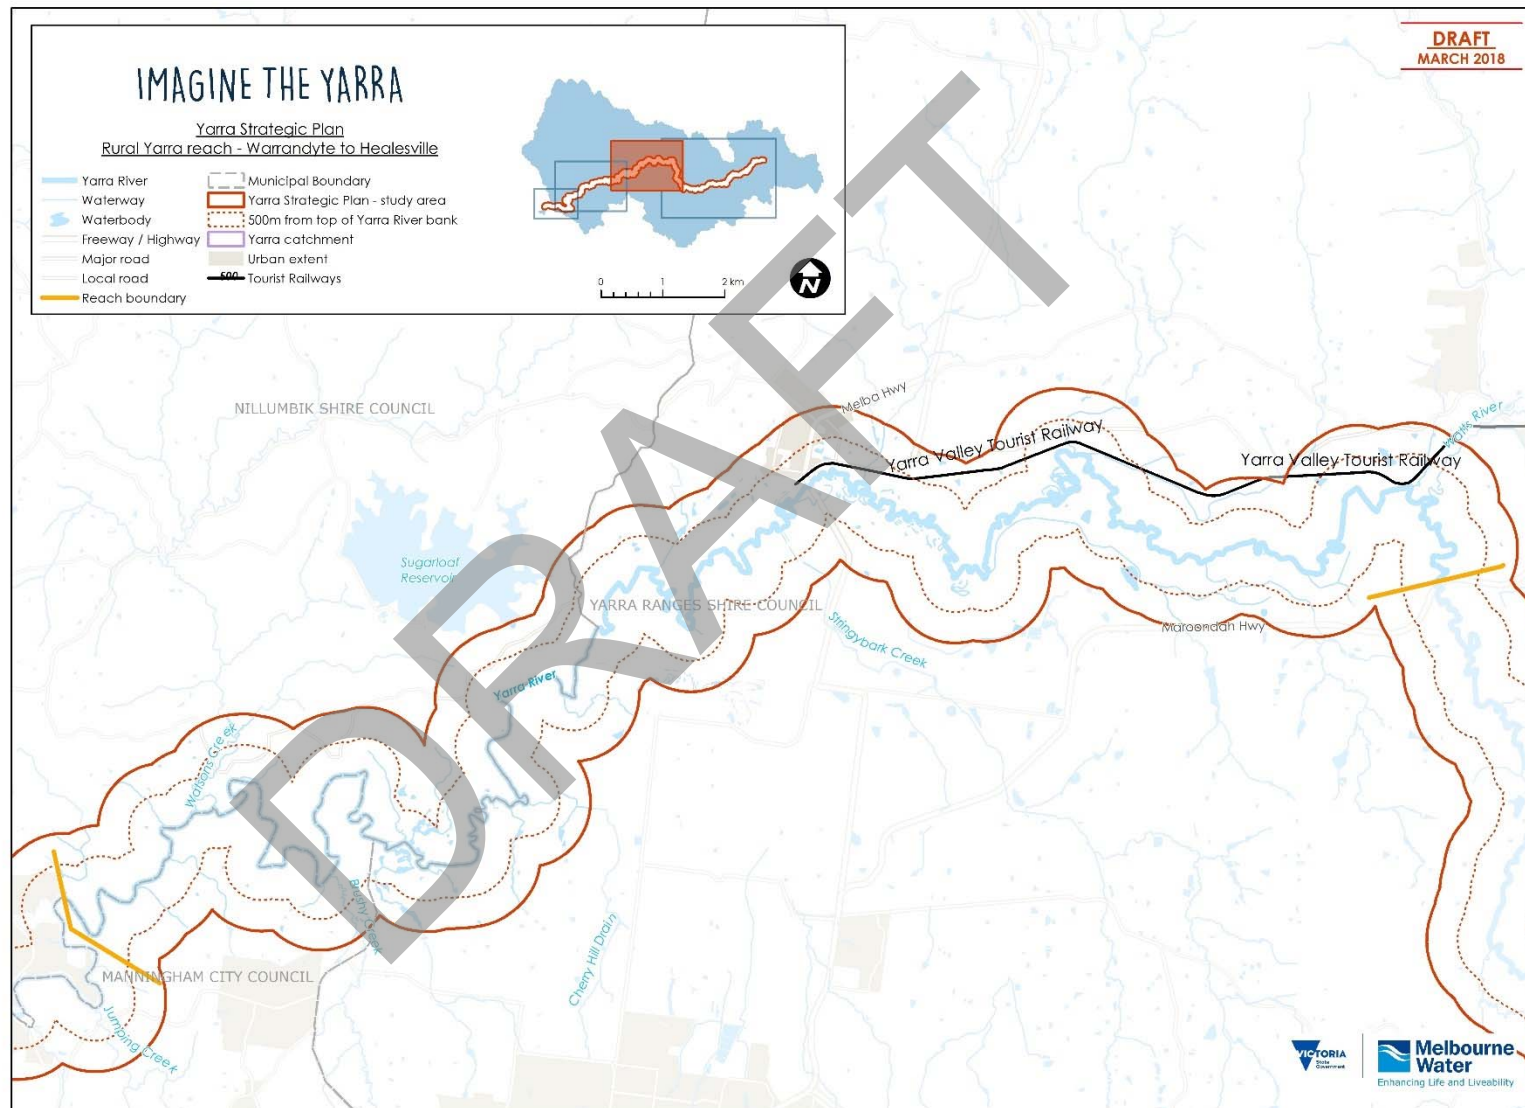 DRAFT
MARCH 2018
IMAGINE THE YARRA
Yarra Strategic Plan
Rural Yarra reach - Warrandyte to Healesville
Yarra River
Waterway
Waterbody
Freeway / Highway
Major road
Local road
Reach boundary
Municipal Boundary
Yarra Strategic Plan - study area
500m from top of Yarra River bank
Yarra catchment
Urban extent
500
Tourist Railways
0 1 2 km
N
DRAFT
NILLUMBIK SHIRE COUNCIL
Melba Hwy
Watts River
Yarra Valley Tourist Railway
Yarra Valley Tourist Railway
Sugarloaf
Reservoir
YARRA RANGES SHIRE COUNCIL
Stringybark Creek
Maroondah Hwy
Yarra River
Watsons Creek
Brushy Creek
Cherry Hill Drain
MANNINGHAM CITY COUNCIL
Jumping Creek
VICTORIA
State
Government
Melbourne
Water
Enhancing Life and Liveability